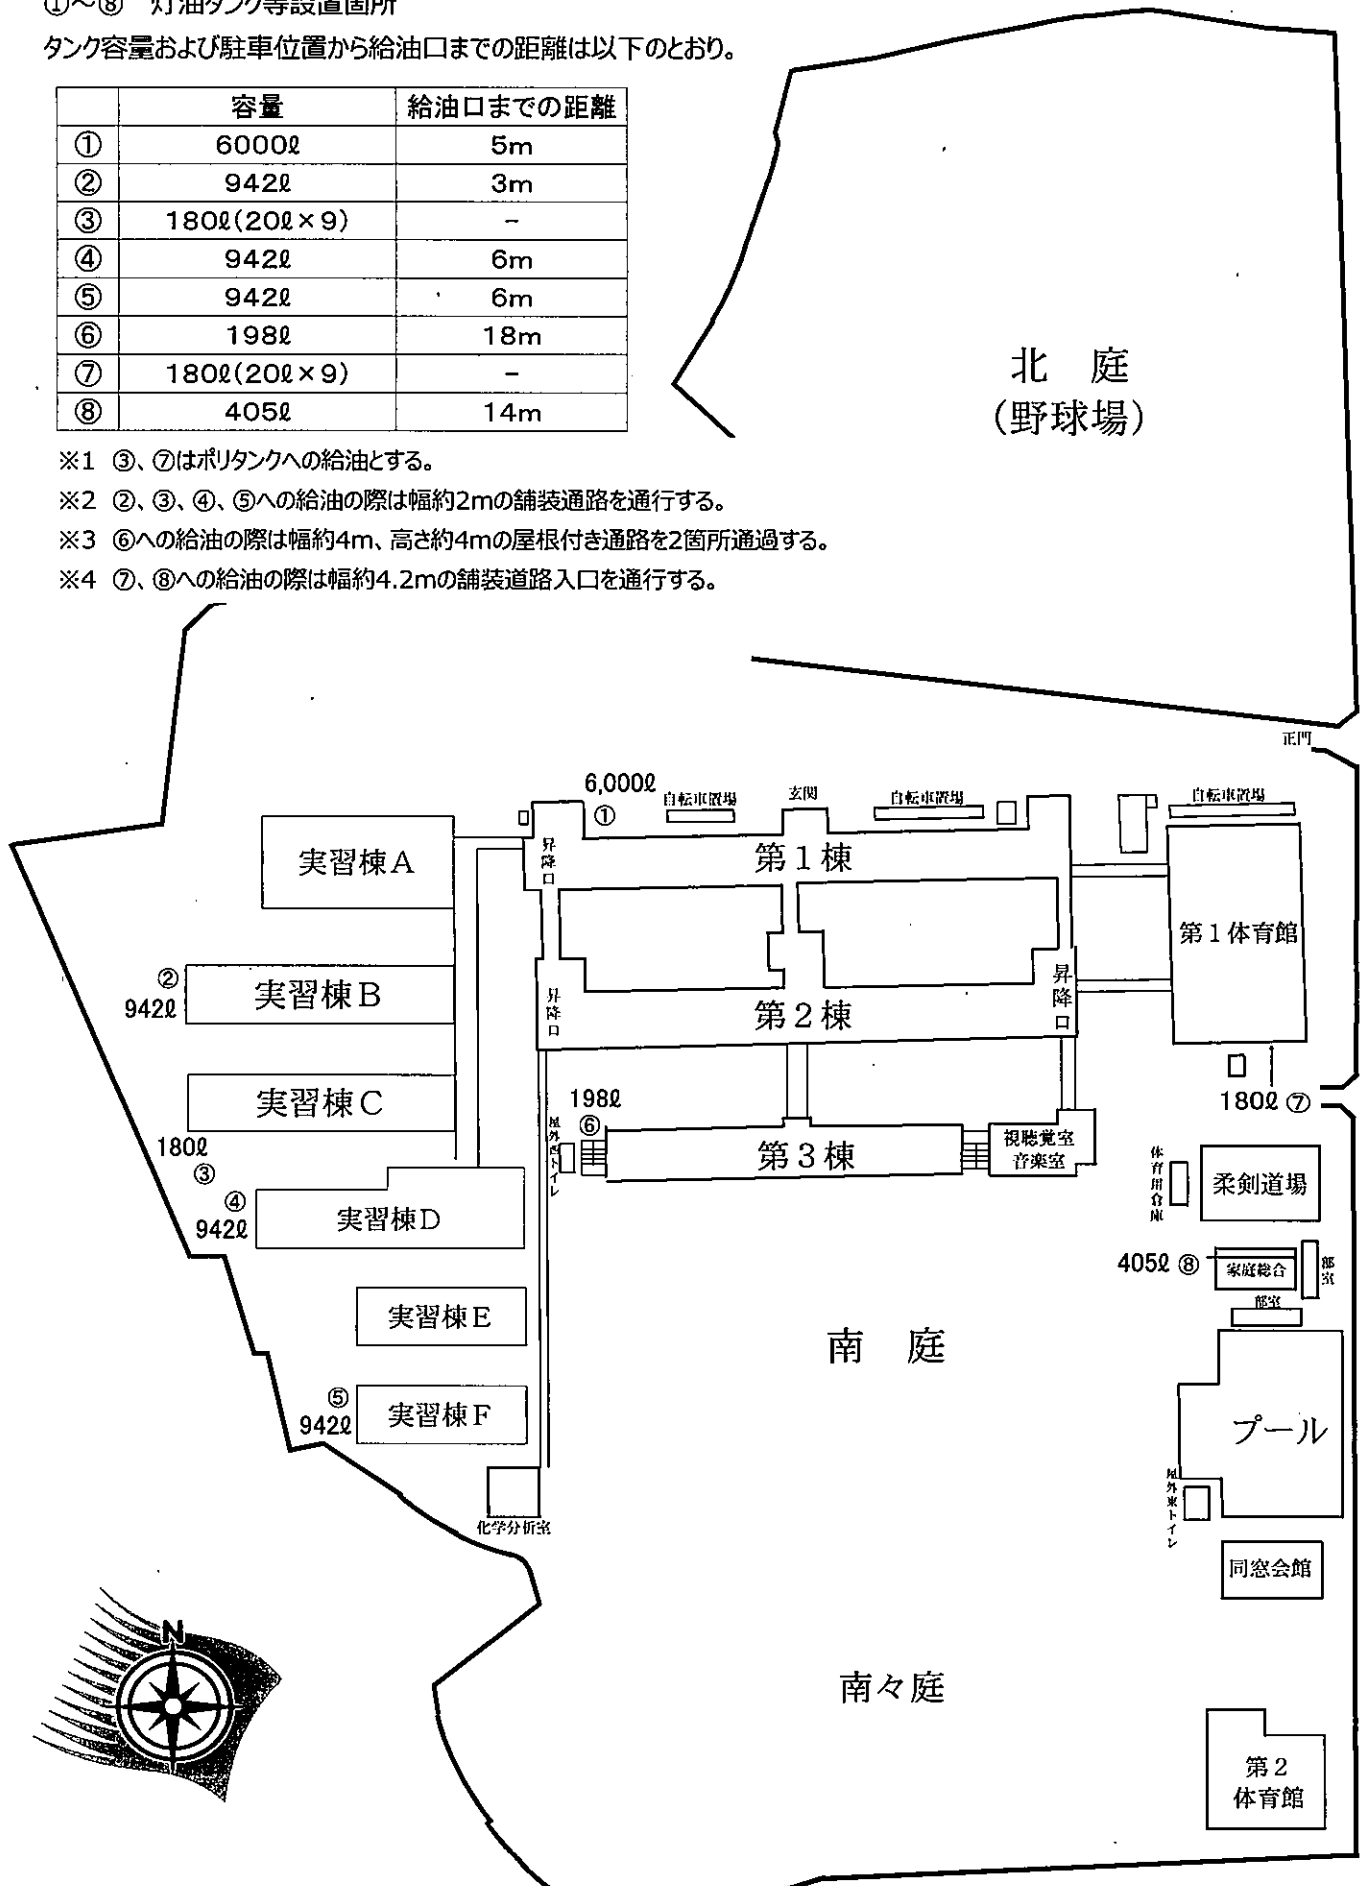 ①～⑧ 灯油タンク等設置箇所
タンク容量および駐車位置から給油口までの距離は以下のとおり。
容量 給油口までの距離
① 6000ℓ 5m
② 942ℓ 3m
③ 180ℓ(20ℓ×9) -
④ 942ℓ 6m
⑤ 942ℓ 6m
⑥ 198ℓ 18m
⑦ 180ℓ(20ℓ×9) -
⑧ 405ℓ 14m
※1 ③、⑦はポリタンクへの給油とする。
※2 ②、③、④、⑤への給油の際は幅約2mの舗装通路を通行する。
※3 ⑥への給油の際は幅約4m、高さ約4mの屋根付き通路を2箇所通過する。
※4 ⑦、⑧への給油の際は幅約4.2mの舗装道路入口を通行する。
北 庭
(野球場)
正門
6,000ℓ
①
自転車置場
玄関
自転車置場
自転車置場
実習棟A
昇降口
第1棟
第1体育館
②
942ℓ
実習棟B
昇降口
第2棟
昇降口
実習棟C
198ℓ
⑥
180ℓ ⑦
180ℓ
③
屋外西トイレ
第3棟
視聴覚室
音楽室
体育用倉庫
柔剣道場
④
942ℓ
実習棟D
405ℓ ⑧
家庭総合
部室
部室
実習棟E
南 庭
⑤
942ℓ
実習棟F
プール
屋外東トイレ
化学分析室
同窓会館
N
南々庭
第2
体育館